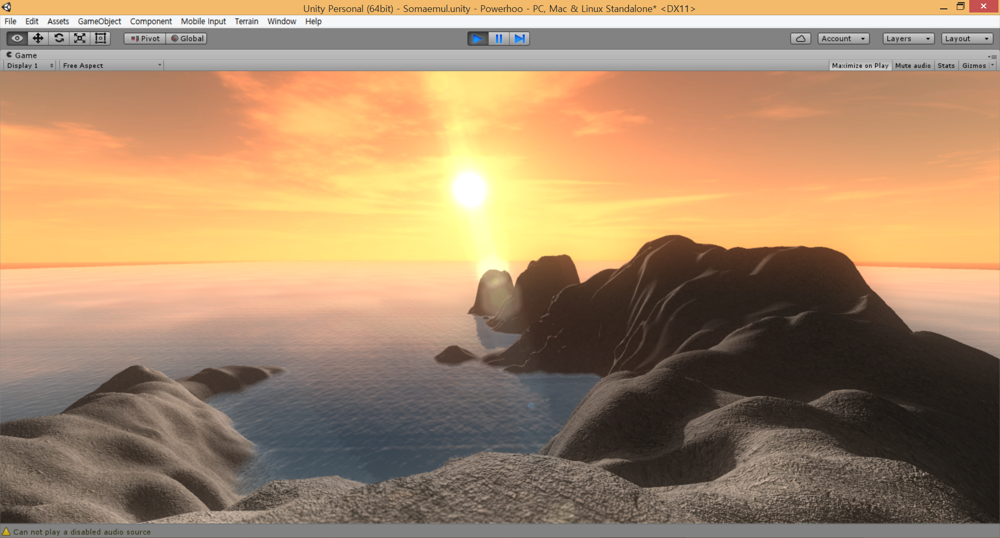 Unity Personal (64bit) - Somaemul.unity - Powerhoo - PC, Mac & Linux Standalone* <DX11>
File Edit Assets GameObject Component Mobile Input Terrain Window Help
Pivot Global Account Layers Layout
Game
Display 1 Free Aspect Maximize on Play Mute audio Stats Gizmos
Can not play a disabled audio source